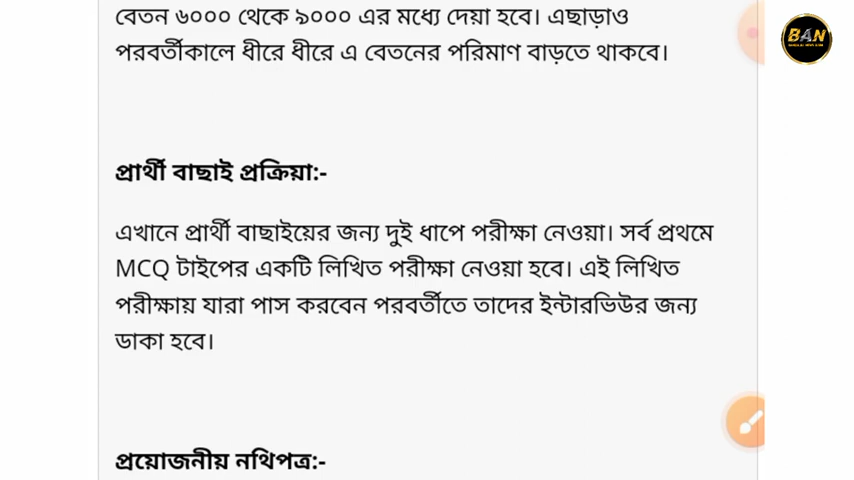 বেতন ৬০০০ থেকে ৯০০০ এর মধ্যে দেয়া হবে। এছাড়াও
পরবর্তীকালে ধীরে ধীরে এ বেতনের পরিমাণ বাড়তে থাকবে।
BAN
প্রার্থী বাছাই প্রক্রিয়া:-
এখানে প্রার্থী বাছাইয়ের জন্য দুই ধাপে পরীক্ষা নেওয়া। সর্ব প্রথমে
MCQ টাইপের একটি লিখিত পরীক্ষা নেওয়া হবে। এই লিখিত
পরীক্ষায় যারা পাস করবেন পরবর্তীতে তাদের ইন্টারভিউর জন্য
ডাকা হবে।
প্রয়োজনীয় নথিপত্র:-